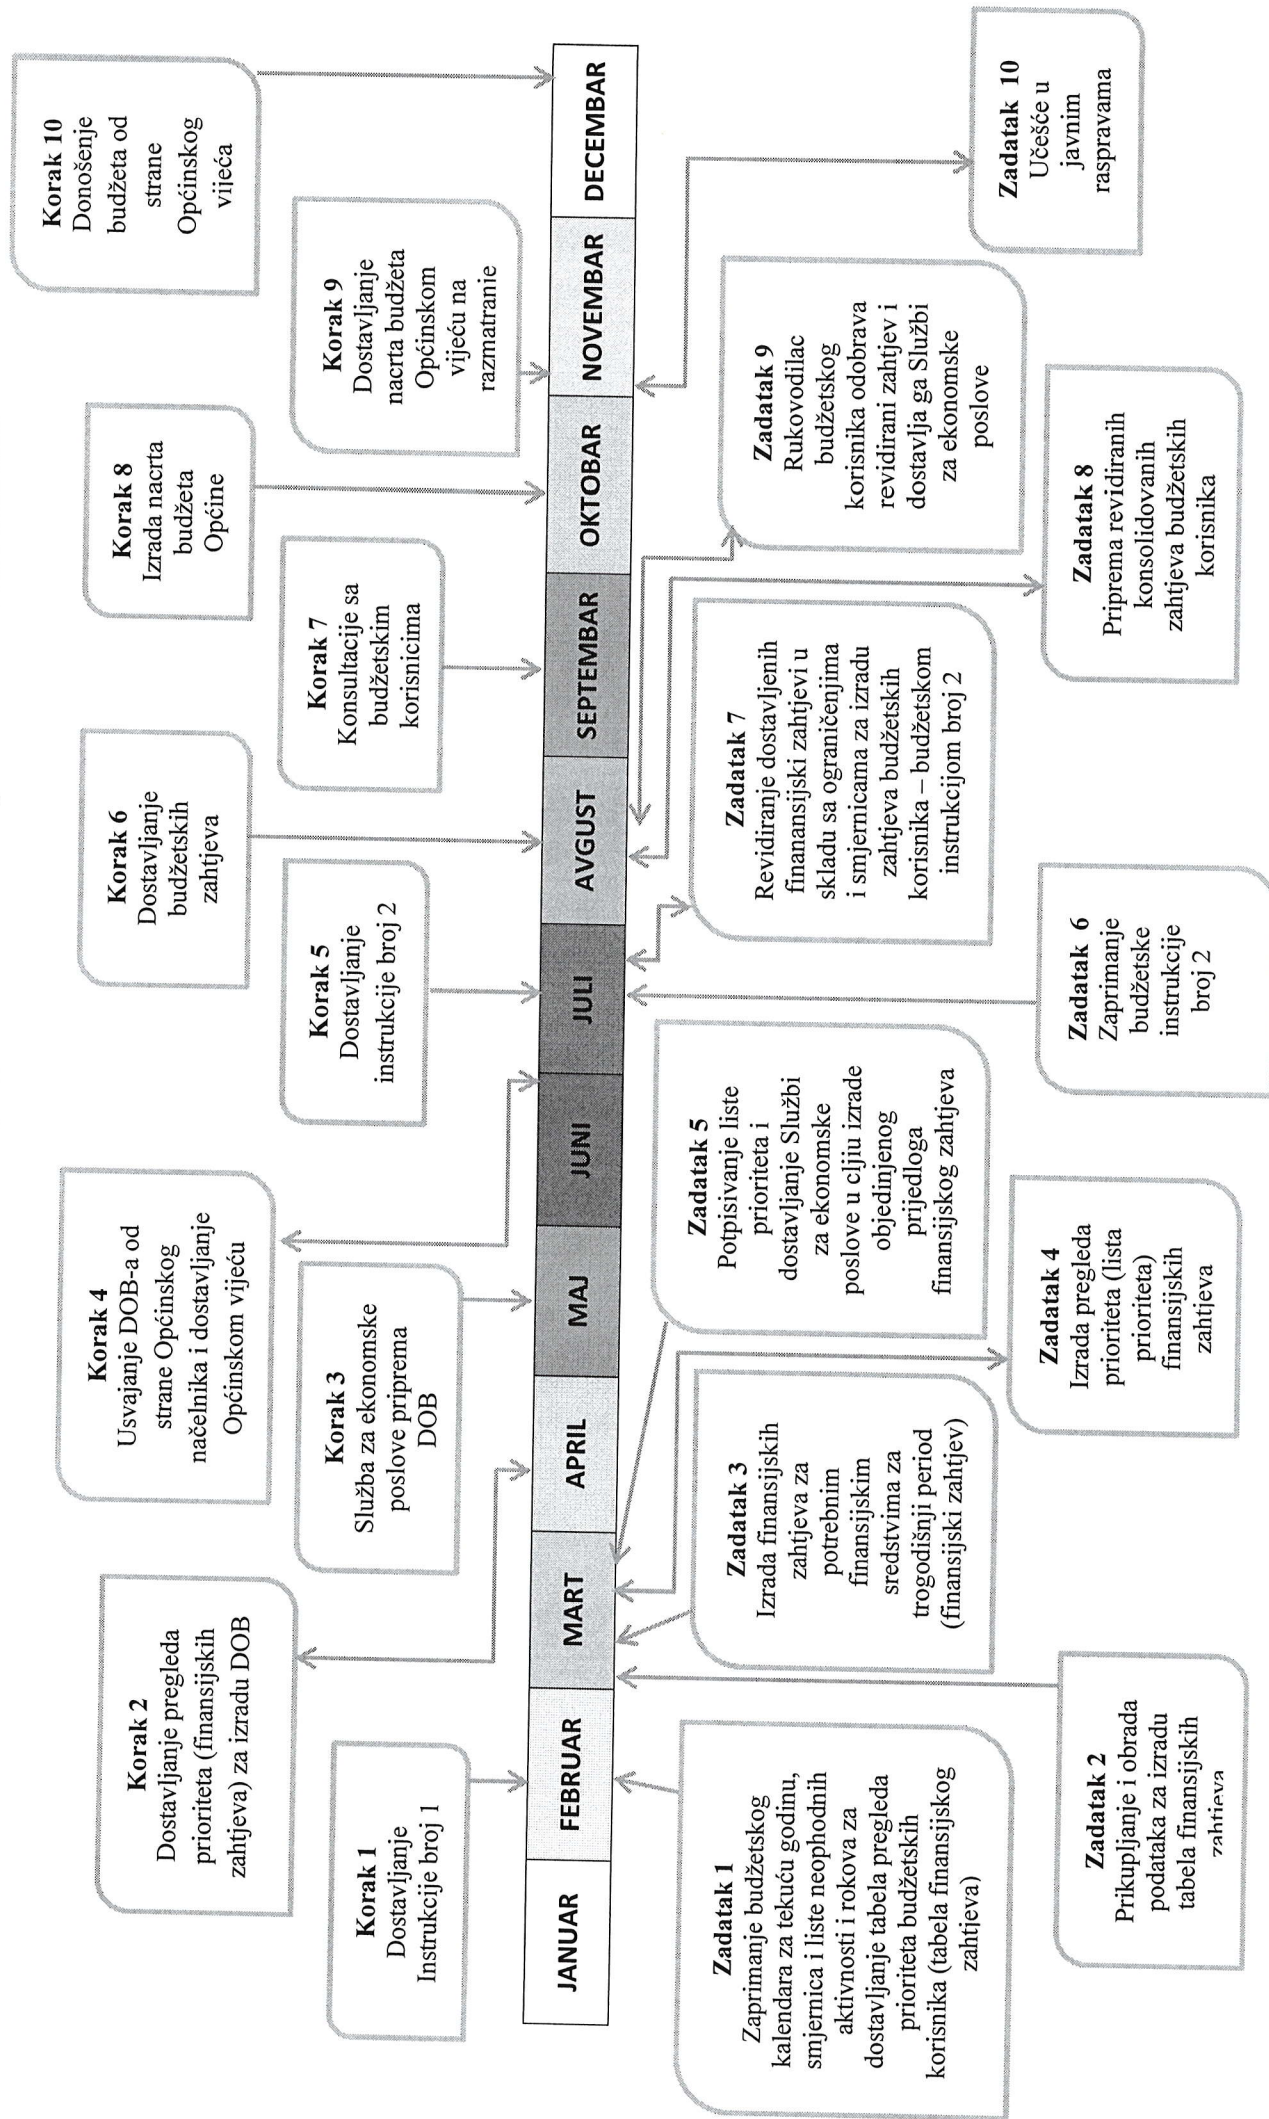 Korak 1
Dostavljanje
Instrukcije broj 1
Korak 2
Dostavljanje pregleda
prioriteta (finansijskih
zahtjeva) za izradu DOB
Korak 3
Služba za ekonomske
poslove priprema
DOB
Korak 4
Usvajanje DOB-a od
strane Općinskog
načelnika i dostavljanje
Općinskom vijeću
Korak 5
Dostavljanje
instrukcije broj 2
Korak 6
Dostavljanje
budžetskih
zahtjeva
Korak 7
Konsultacije sa
budžetskim
korisnicima
Korak 8
Izrada nacrta
budžeta
Općine
Korak 9
Dostavljanje
nacrta budžeta
Općinskom
vijeću na
razmatranie
Korak 10
Donošenje
budžeta od
strane
Općinskog
vijeća
JANUAR
FEBRUAR
MART
APRIL
MAJ
JUNI
JULI
AVGUST
SEPTEMBAR
OKTOBAR
NOVEMBAR
DECEMBAR
Zadatak 1
Zaprimanje budžetskog
kalendara za tekuću godinu,
smjernica i liste neophodnih
aktivnosti i rokova za
dostavljanje tabela pregleda
prioriteta budžetskih
korisnika (tabela finansijskog
zahtjeva)
Zadatak 2
Prikupljanje i obrada
podataka za izradu
tabela finansijskih
zahtjeva
Zadatak 3
Izrada finansijskih
zahtjeva za
potrebnim
finansijskim
sredstvima za
trogodišnji period
(finansijski zahtjev)
Zadatak 4
Izrada pregleda
prioriteta (lista
prioriteta)
finansijskih
zahtjeva
Zadatak 5
Potpisivanje liste
prioriteta i
dostavljanje Službi
za ekonomske
poslove u cljiu izrade
objedinjenog
prijedloga
finansijskog zahtjeva
Zadatak 6
Zaprimanje
budžetske
instrukcije
broj 2
Zadatak 7
Revidiranje dostavljenih
finanansijski zahtjevi u
skladu sa ograničenjima
i smjernicama za izradu
zahtjeva budžetskih
korisnika – budžetskom
instrukcijom broj 2
Zadatak 8
Priprema revidiranih
konsolidovanih
zahtjeva budžetskih
korisnika
Zadatak 9
Rukovodilac
budžetskog
korisnika odobrava
revidirani zahtjev i
dostavlja ga Službi
za ekonomske
poslove
Zadatak 10
Učešće u
javnim
raspravama